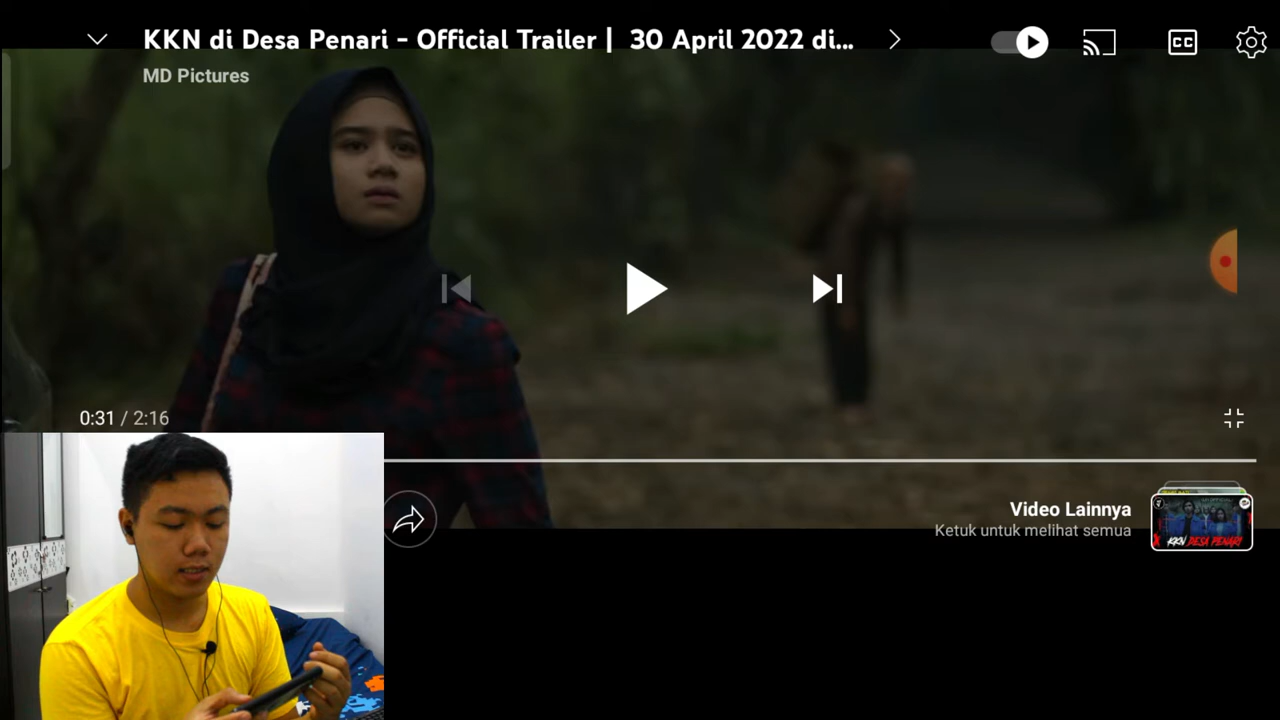 KKN di Desa Penari - Official Trailer | 30 April 2022 di...
MD Pictures
CC
0:31 / 2:16
Video Lainnya
Ketuk untuk melihat semua
KKN DESA PENARI